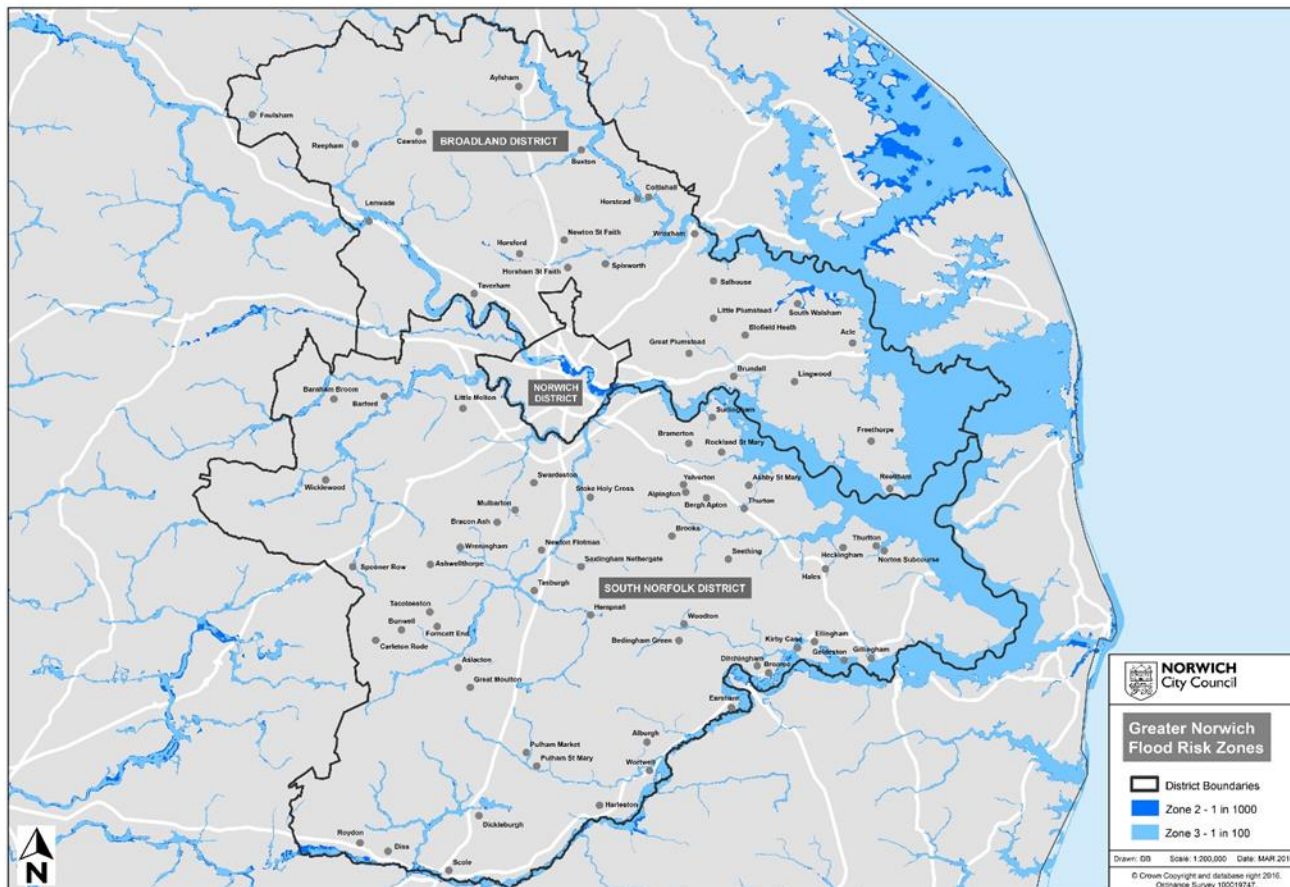 Aylsham
Foulsham
Cawston
Reepham
BROADLAND DISTRICT
Buxton
Coltishall
Horstead
Lenwade
Wroxham
Newton St Faith
Horsford
Spixworth
Horsham St Faith
Salhouse
Taverham
South Walsham
Little Plumstead
Blofield Heath
Acle
Great Plumstead
Brundall
Lingwood
NORWICH
DISTRICT
Barnham Broom
Barford
Little Melton
Surlingham
Freethorpe
Bramerton
Rockland St Mary
Reedham
Swardeston
Yelverton
Ashby St Mary
Wicklewood
Stoke Holy Cross
Alpington
Bergh Apton
Thurton
Mulbarton
Bracon Ash
Brooke
Wreningham
Newton Flotman
Seething
Thurlton
Heckingham
Norton Subcourse
Spooner Row
Ashwellthorpe
Saxlingham Nethergate
Hales
Tasburgh
SOUTH NORFOLK DISTRICT
Tacolneston
Hempnall
Woodton
Bunwell
Forncett End
Bedingham Green
Kirby Cane
Ellingham
Carleton Rode
Geldeston
Gillingham
Aslacton
Ditchingham
Broome
Great Moulton
Earsham
Alburgh
Pulham Market
Pulham St Mary
Wortwell
Harleston
Dickleburgh
Roydon
Diss
Scole
N
NORWICH
City Council
Greater Norwich
Flood Risk Zones
District Boundaries
Zone 2 - 1 in 1000
Zone 3 - 1 in 100
Drawn: Scale: 1:200,000 Date: MAR
© Crown Copyright and database right 2016.
Ordnance Survey 100019747.